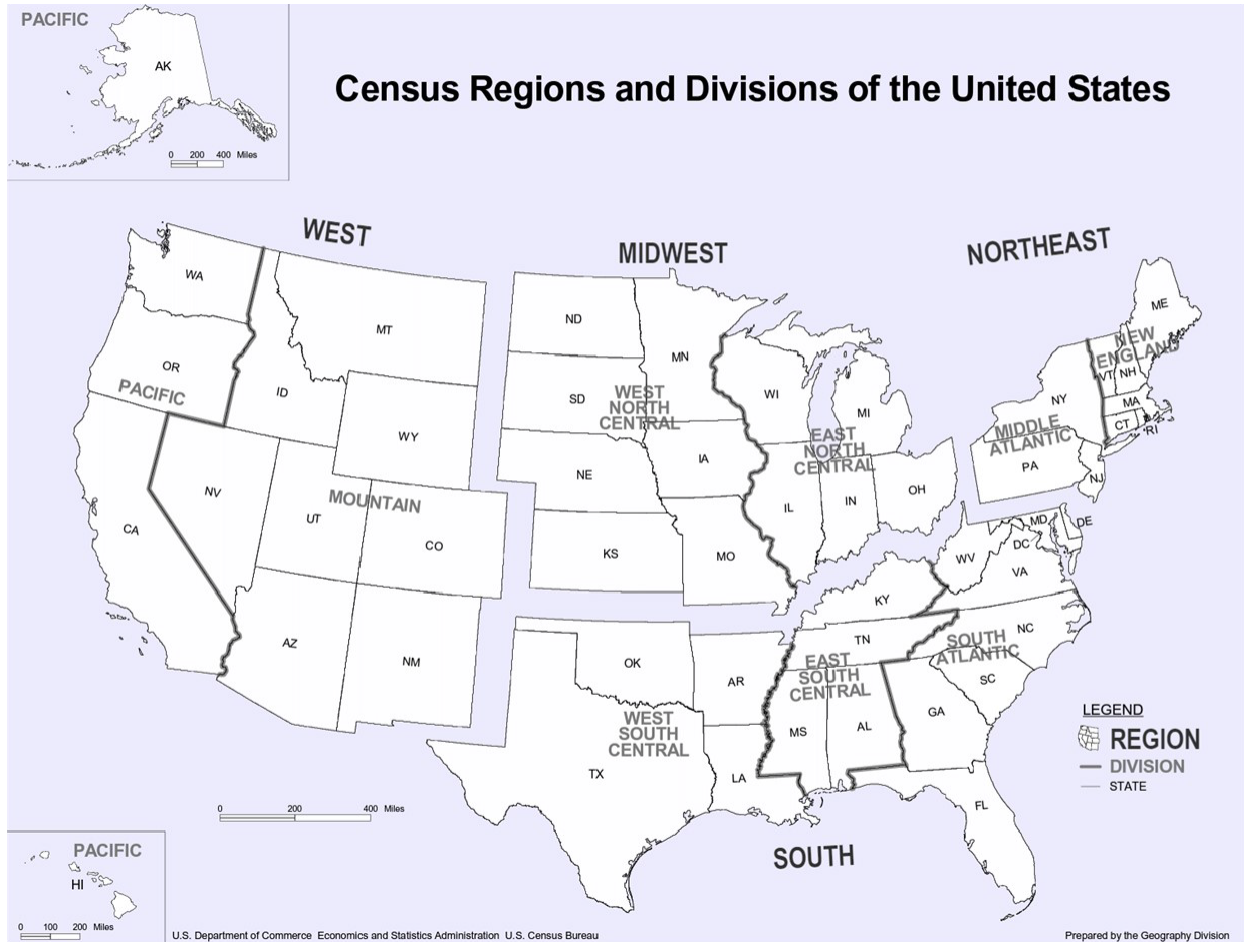 PACIFIC
AK
0 200 400 Miles
Census Regions and Divisions of the United States
WEST
MIDWEST
NORTHEAST
WA
MT
OR
ID
PACIFIC
WY
NV
MOUNTAIN
UT
CO
CA
AZ
NM
ND
MN
SD
WEST
NORTH
CENTRAL
NE
IA
KS
MO
WI
MI
EAST
NORTH
CENTRAL
IL
IN
OH
ME
NEW
ENGLAND
VT
NH
NY
MA
CT
RI
MIDDLE
ATLANTIC
PA
NJ
MD
DE
DC
WV
VA
KY
NC
TN
SOUTH
ATLANTIC
SC
EAST
SOUTH
CENTRAL
MS
AL
GA
FL
OK
AR
WEST
SOUTH
CENTRAL
TX
LA
SOUTH
LEGEND
REGION
DIVISION
STATE
0 200 400 Miles
PACIFIC
HI
0 100 200 Miles
U.S. Department of Commerce Economics and Statistics Administration U.S. Census Bureau
Prepared by the Geography Division